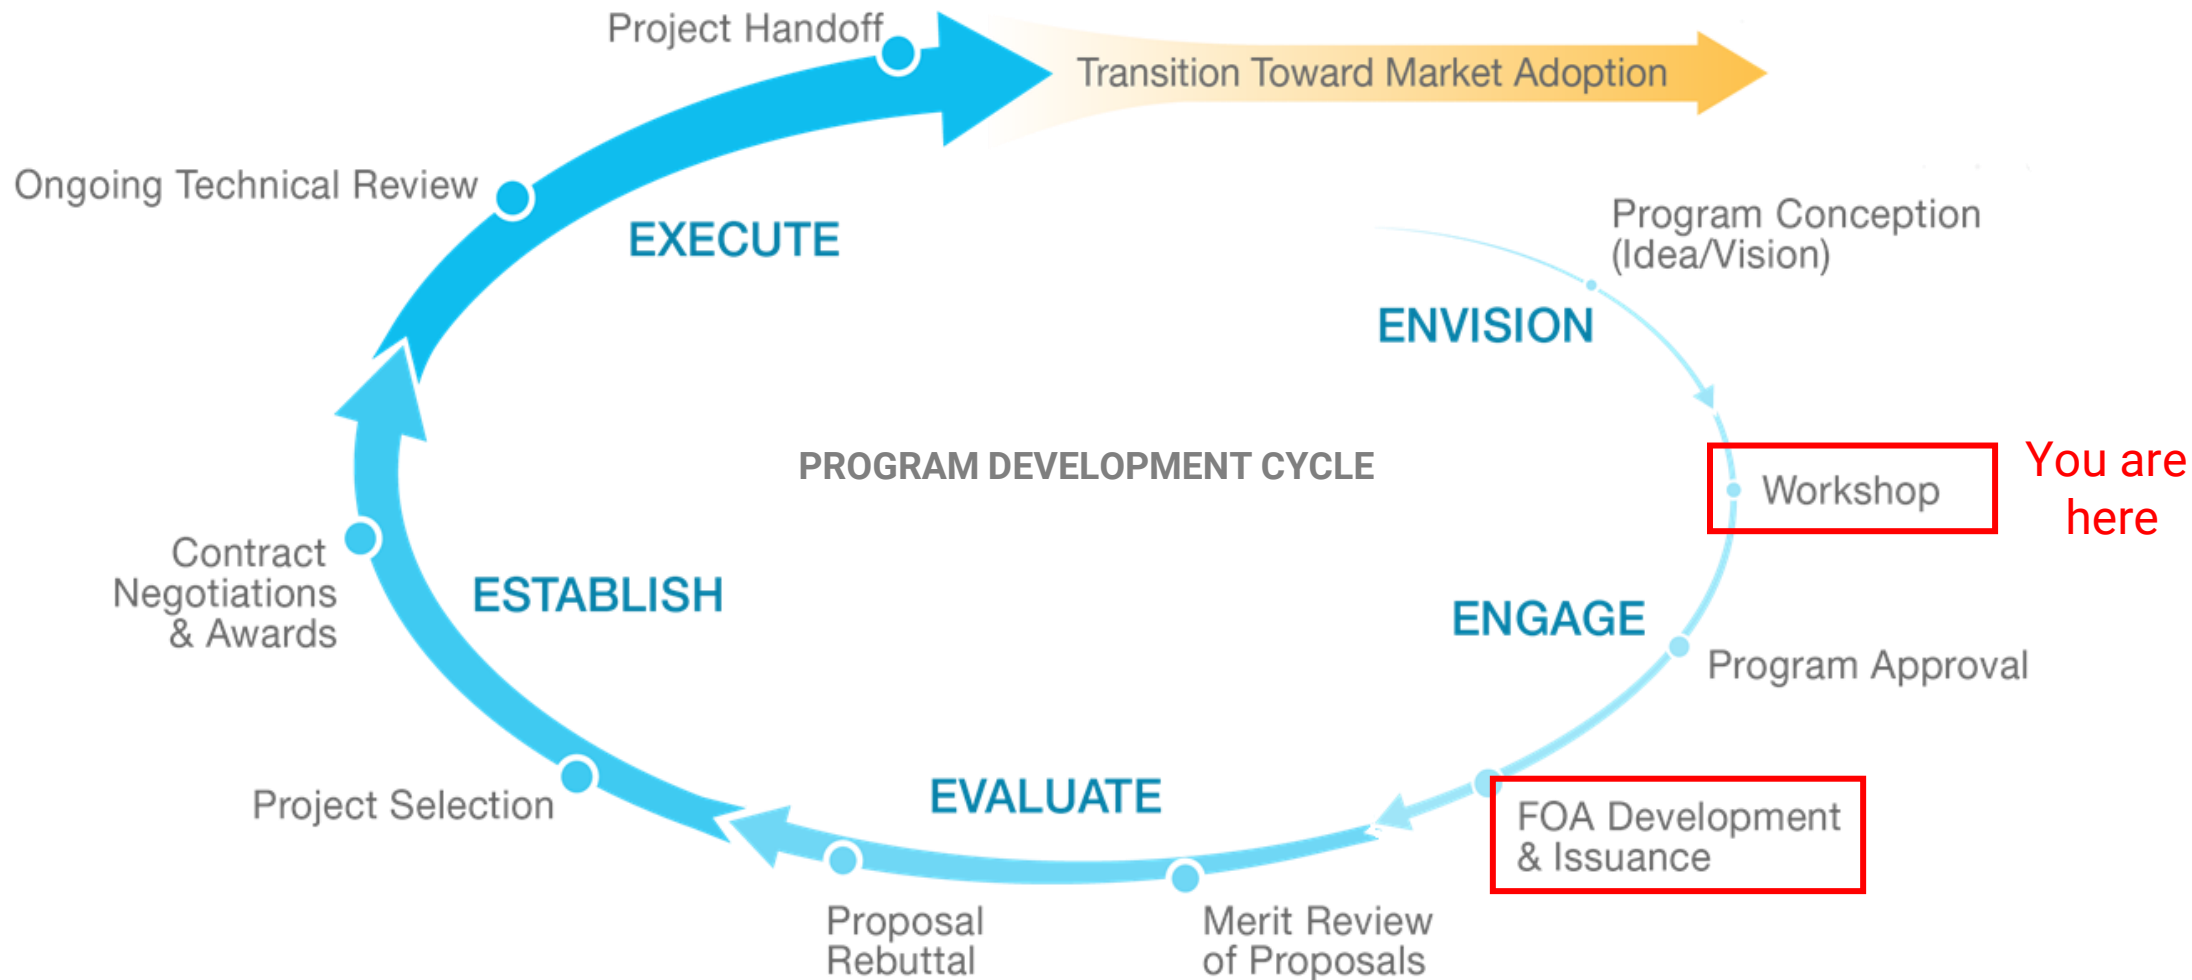 Project Handoff
Transition Toward Market Adoption
Ongoing Technical Review
EXECUTE
Program Conception
(Idea/Vision)
ENVISION
PROGRAM DEVELOPMENT CYCLE
Workshop
You are
here
Contract
Negotiations
& Awards
ESTABLISH
ENGAGE
Program Approval
Project Selection
EVALUATE
FOA Development
& Issuance
Proposal
Rebuttal
Merit Review
of Proposals